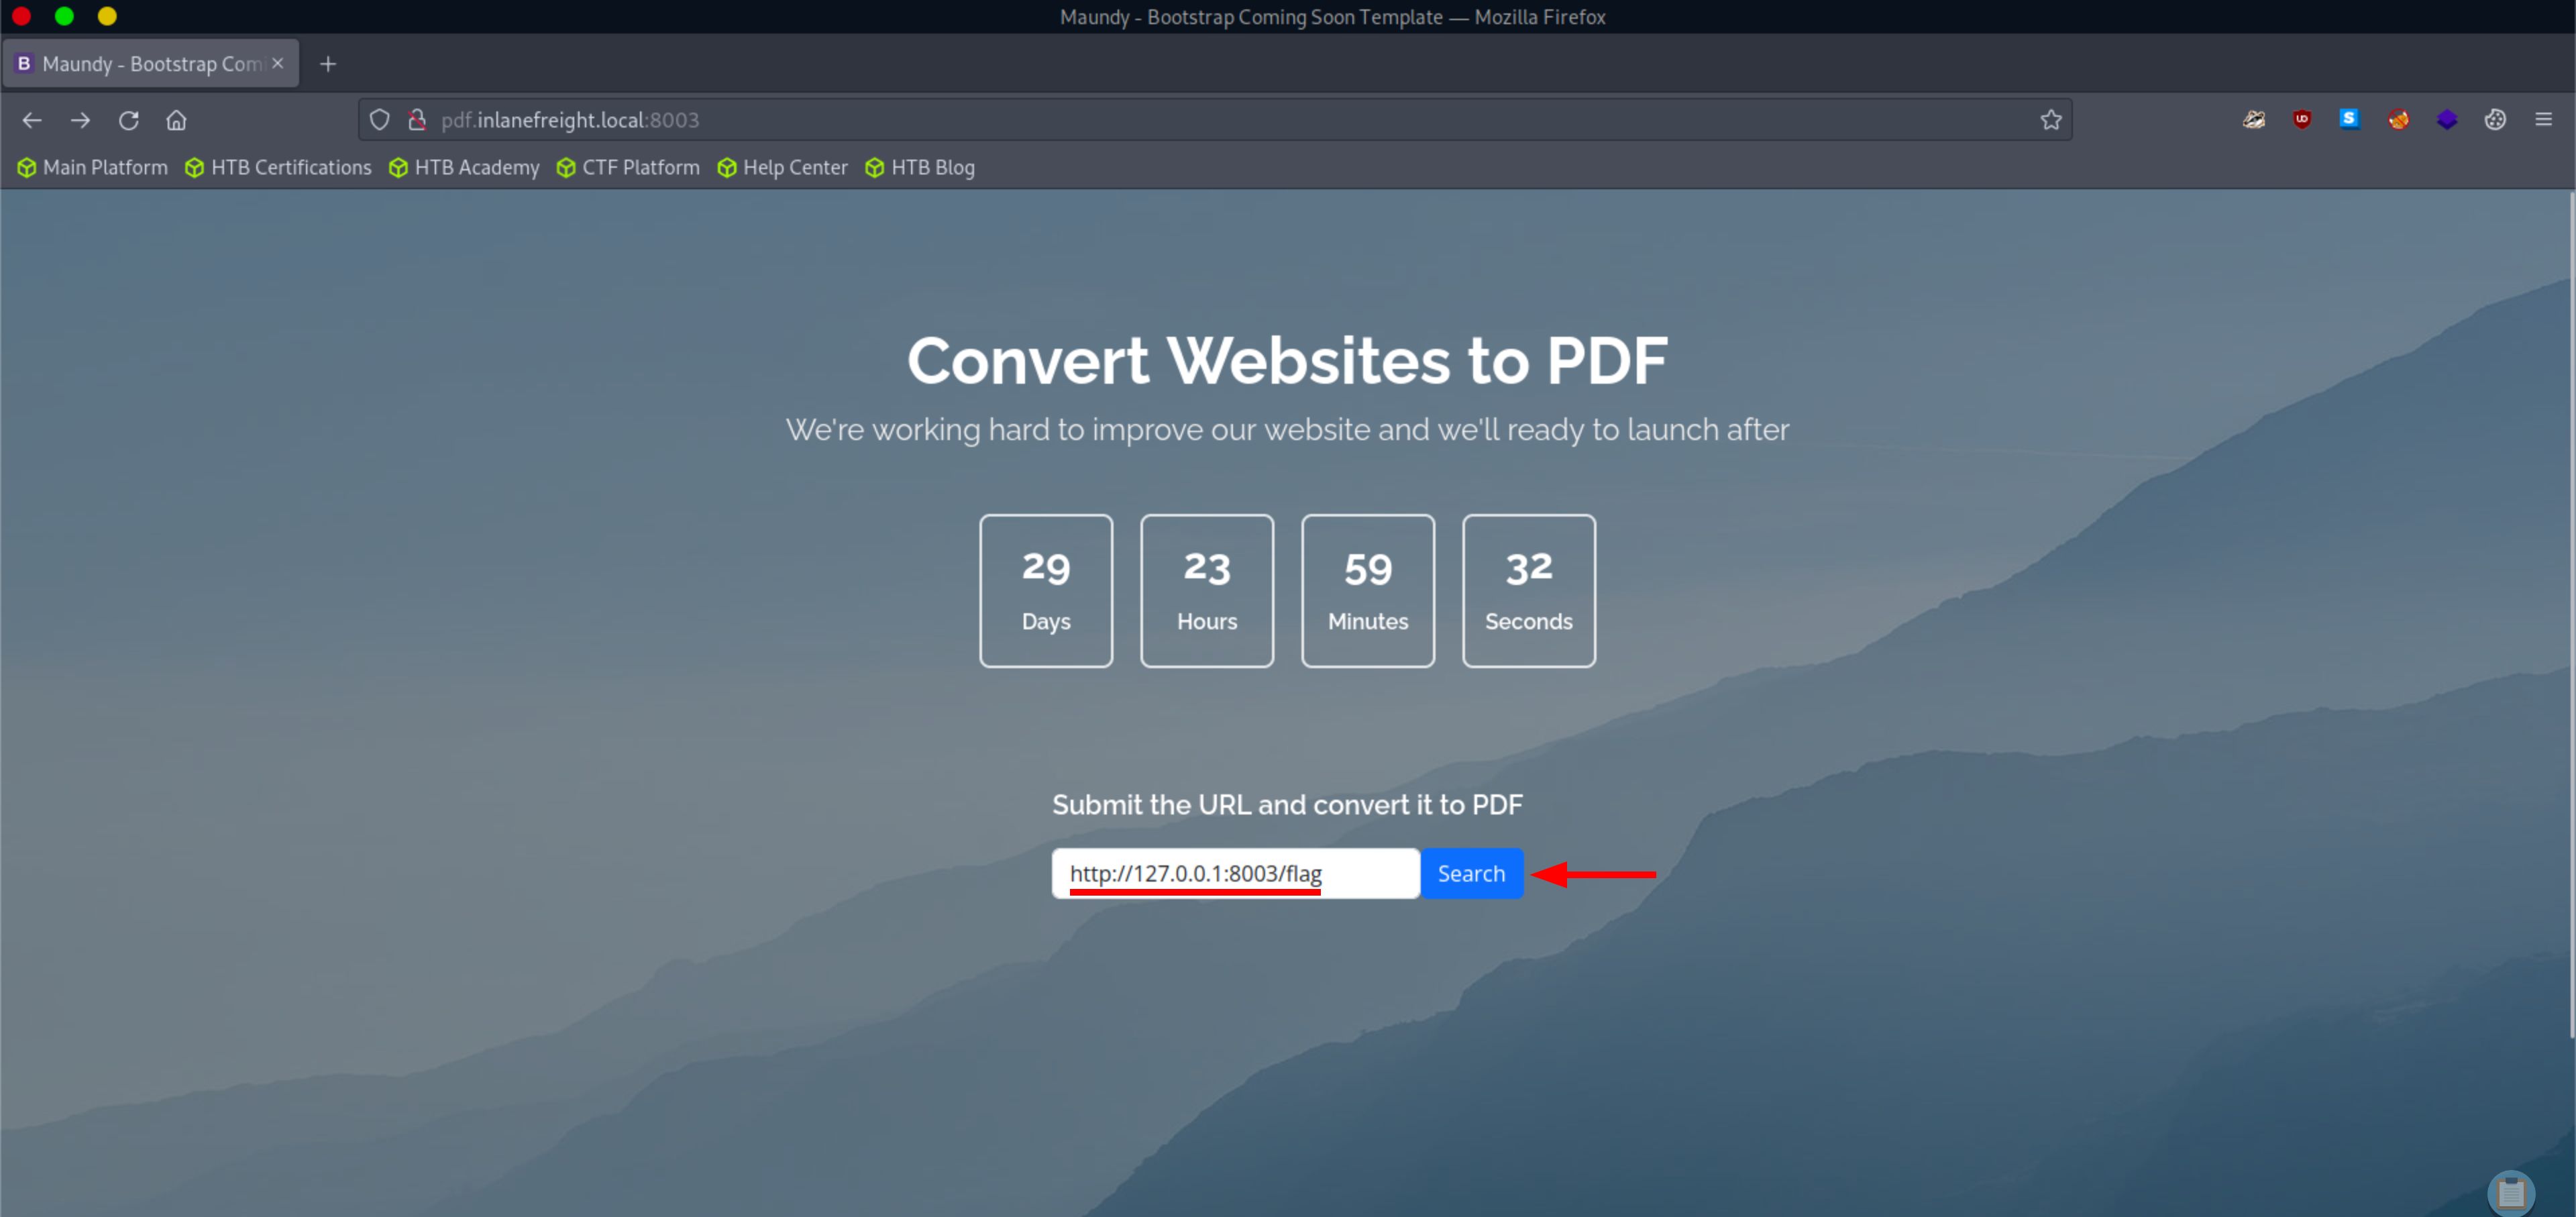 Maundy - Bootstrap Coming Soon Template — Mozilla Firefox
B Maundy - Bootstrap Com
pdf.inlanefreight.local:8003
Main Platform HTB Certifications HTB Academy CTF Platform Help Center HTB Blog
Convert Websites to PDF
We're working hard to improve our website and we'll ready to launch after
29 23 59 32
Days Hours Minutes Seconds
Submit the URL and convert it to PDF
http://127.0.0.1:8003/flag Search